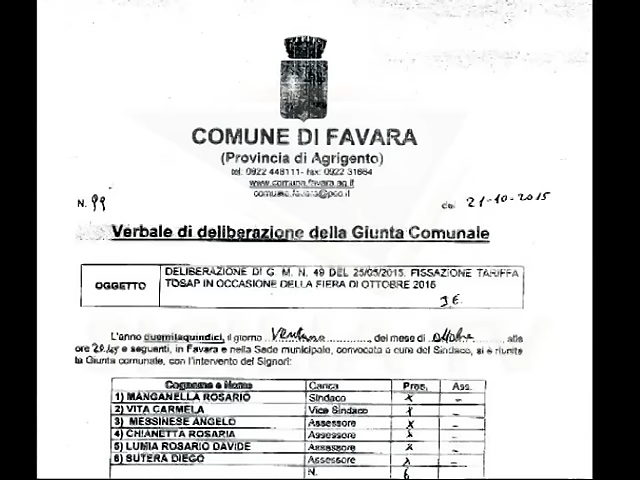 COMUNE DI FAVARA
(Provincia di Agrigento)
tel. 0922 448111- fax: 0922 31664
www.comune.favara.ag.it
N. 99
21-10-2015
Verbale di deliberazione della Giunta Comunale
OGGETTO
DELIBERAZIONE DI G. M. N. 49 DEL 25/05/2015. FISSAZIONE TARIFFA
TOSAP IN OCCASIONE DELLA FIERA DI OTTOBRE 2015
L'anno duemilaquindici, il giorno Ventuno, del mese di ottobre alle
ore e seguenti, in Favara e nella Sede municipale, convocata a cura del Sindaco, si è riunita
la Giunta comunale, con l'intervento dei Signori:
Cognome e Nome Carica Pres. Ass.
1) MANGANELLA ROSARIO Sindaco x -
2) VITA CARMELA Vice Sindaco x -
3) MESSINESE ANGELO Assessore x -
4) CHIANETTA ROSARIA Assessore x -
5) LUMIA ROSARIO DAVIDE Assessore x -
6) SUTERA DIEGO Assessore x -
N. 6